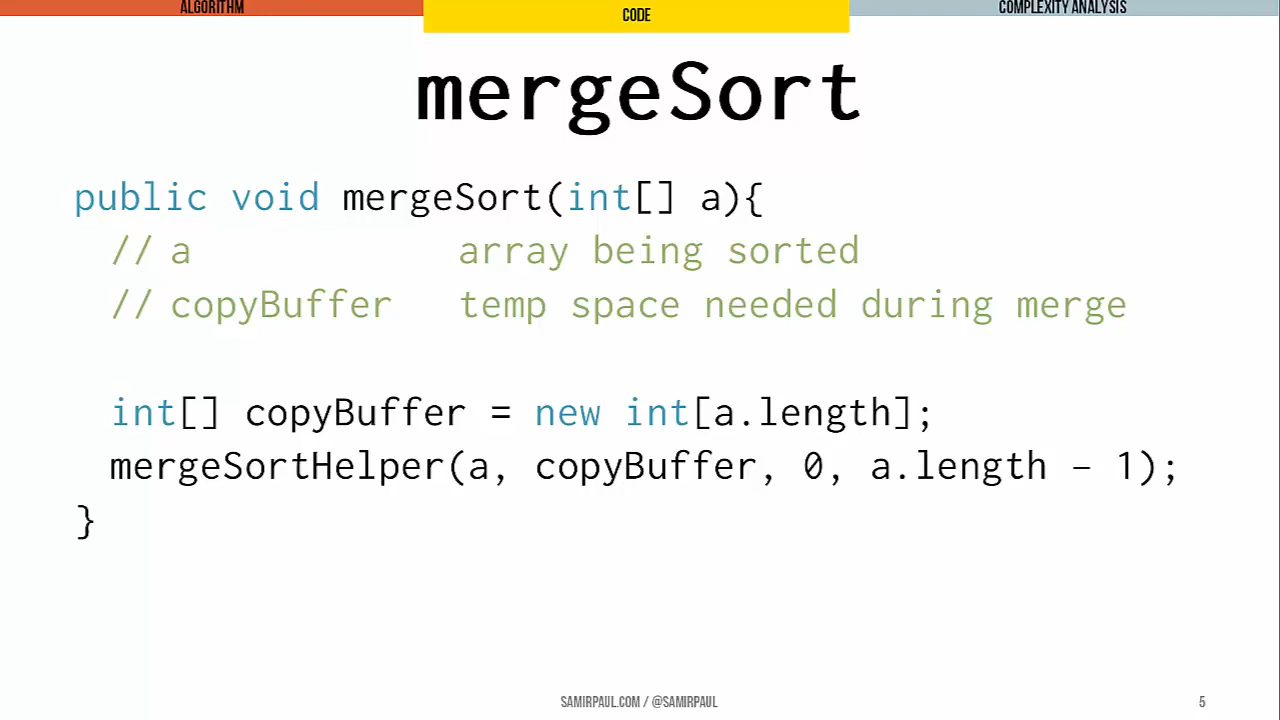 ALGORITHM
CODE
COMPLEXITY ANALYSIS
mergeSort
public void mergeSort(int[] a){
// a array being sorted
// copyBuffer temp space needed during merge
int[] copyBuffer = new int[a.length];
mergeSortHelper(a, copyBuffer, 0, a.length – 1);
}
SAMIRPAUL.COM / @SAMIRPAUL
5